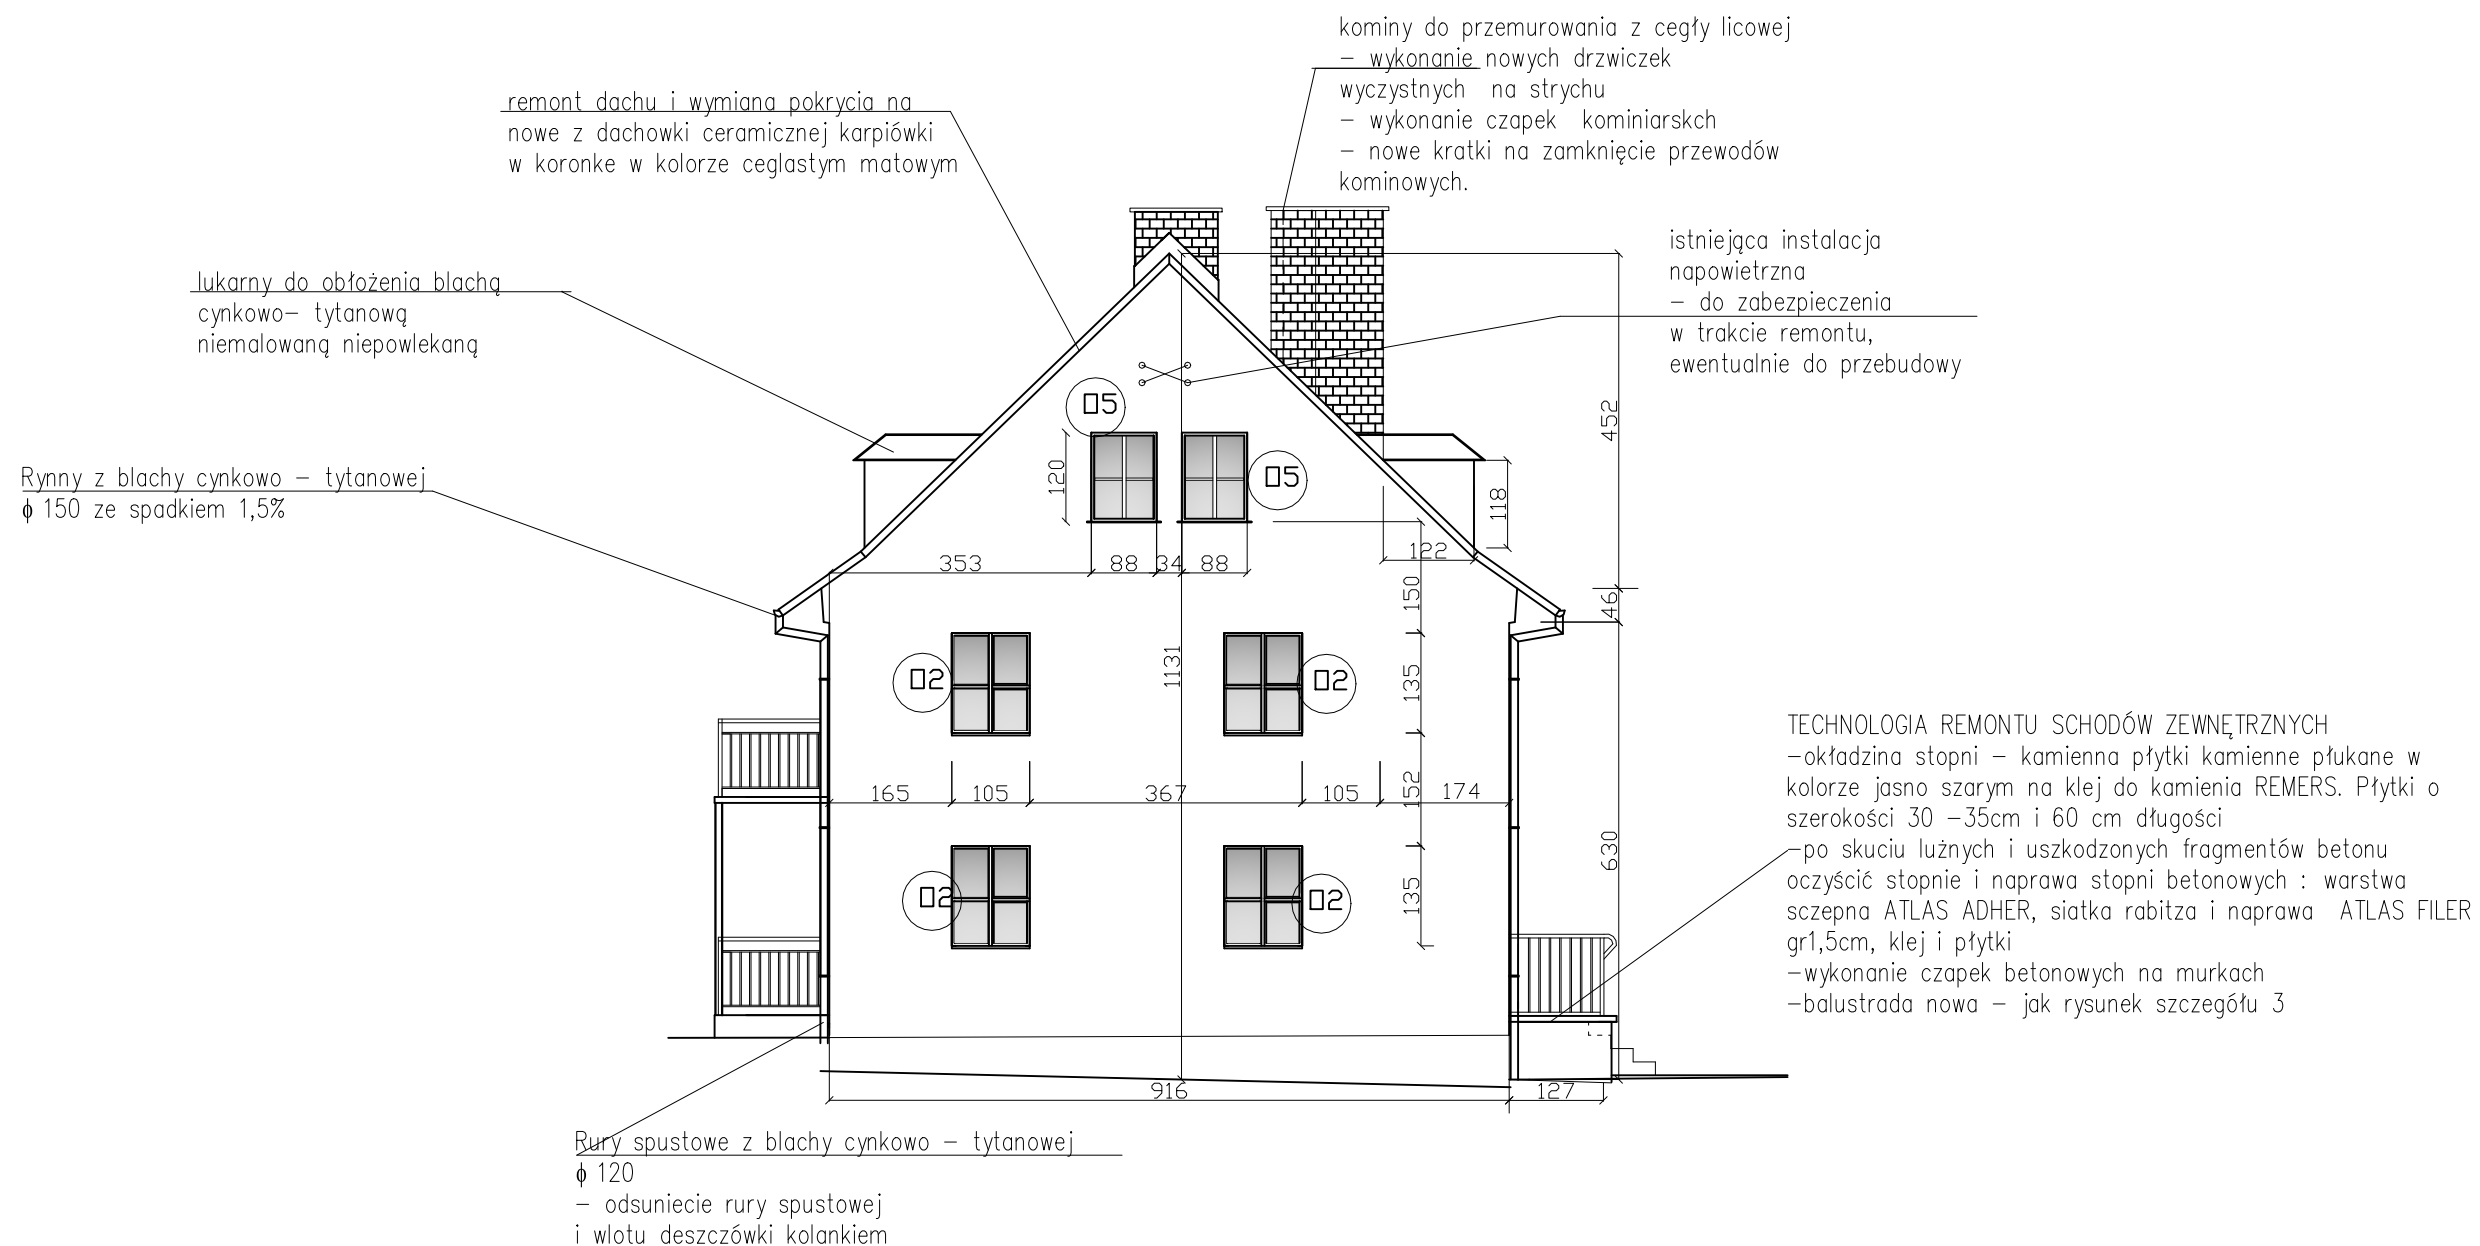 kominy do przemurowania z cegły licowej
– wykonanie nowych drzwiczek
wyczystnych na strychu
– wykonanie czapek kominiarskch
– nowe kratki na zamknięcie przewodów
kominowych.
remont dachu i wymiana pokrycia na
nowe z dachowki ceramicznej karpiówki
w koronke w kolorze ceglastym matowym
istniejąca instalacja
napowietrzna
– do zabezpieczenia
w trakcie remontu,
ewentualnie do przebudowy
lukarny do obłożenia blachą
cynkowo– tytanową
niemalowaną niepowlekaną
Rynny z blachy cynkowo – tytanowej
ϕ 150 ze spadkiem 1,5%
O5
O5
452
120
118
353
88
34
88
122
150
46
O2
1131
135
O2
TECHNOLOGIA REMONTU SCHODÓW ZEWNĘTRZNYCH
–okładzina stopni – kamienna płytki kamienne płukane w
kolorze jasno szarym na klej do kamienia REMERS. Płytki o
szerokości 30 –35cm i 60 cm długości
–po skuciu lużnych i uszkodzonych fragmentów betonu
oczyścić stopnie i naprawa stopni betonowych : warstwa
sczepna ATLAS ADHER, siatka rabitza i naprawa ATLAS FILER
gr1,5cm, klej i płytki
–wykonanie czapek betonowych na murkach
–balustrada nowa – jak rysunek szczegółu 3
165
105
367
105
152
174
630
O2
O2
135
916
127
Rury spustowe z blachy cynkowo – tytanowej
ϕ 120
– odsuniecie rury spustowej
i wlotu deszczówki kolankiem